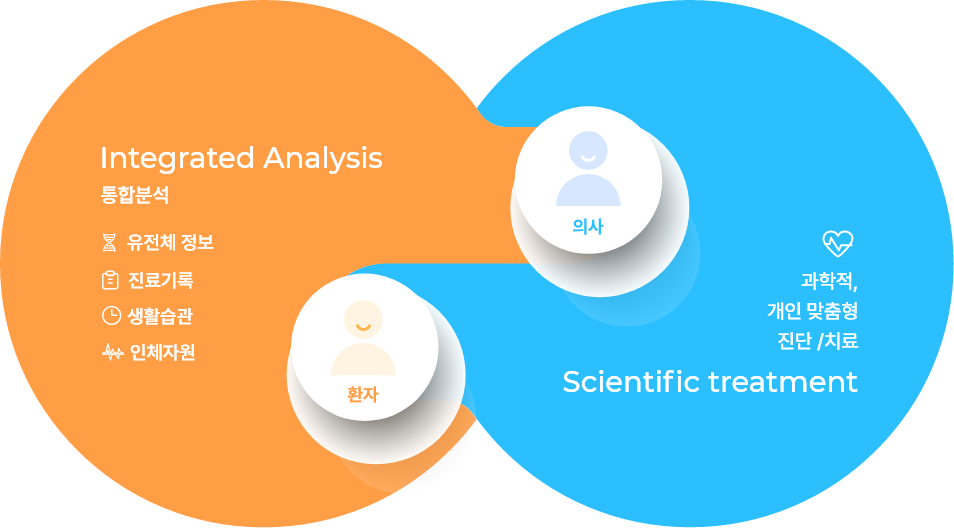 Integrated Analysis
통합분석
유전체 정보
진료기록
생활습관
인체자원
의사
환자
과학적,
개인 맞춤형
진단 /치료
Scientific treatment